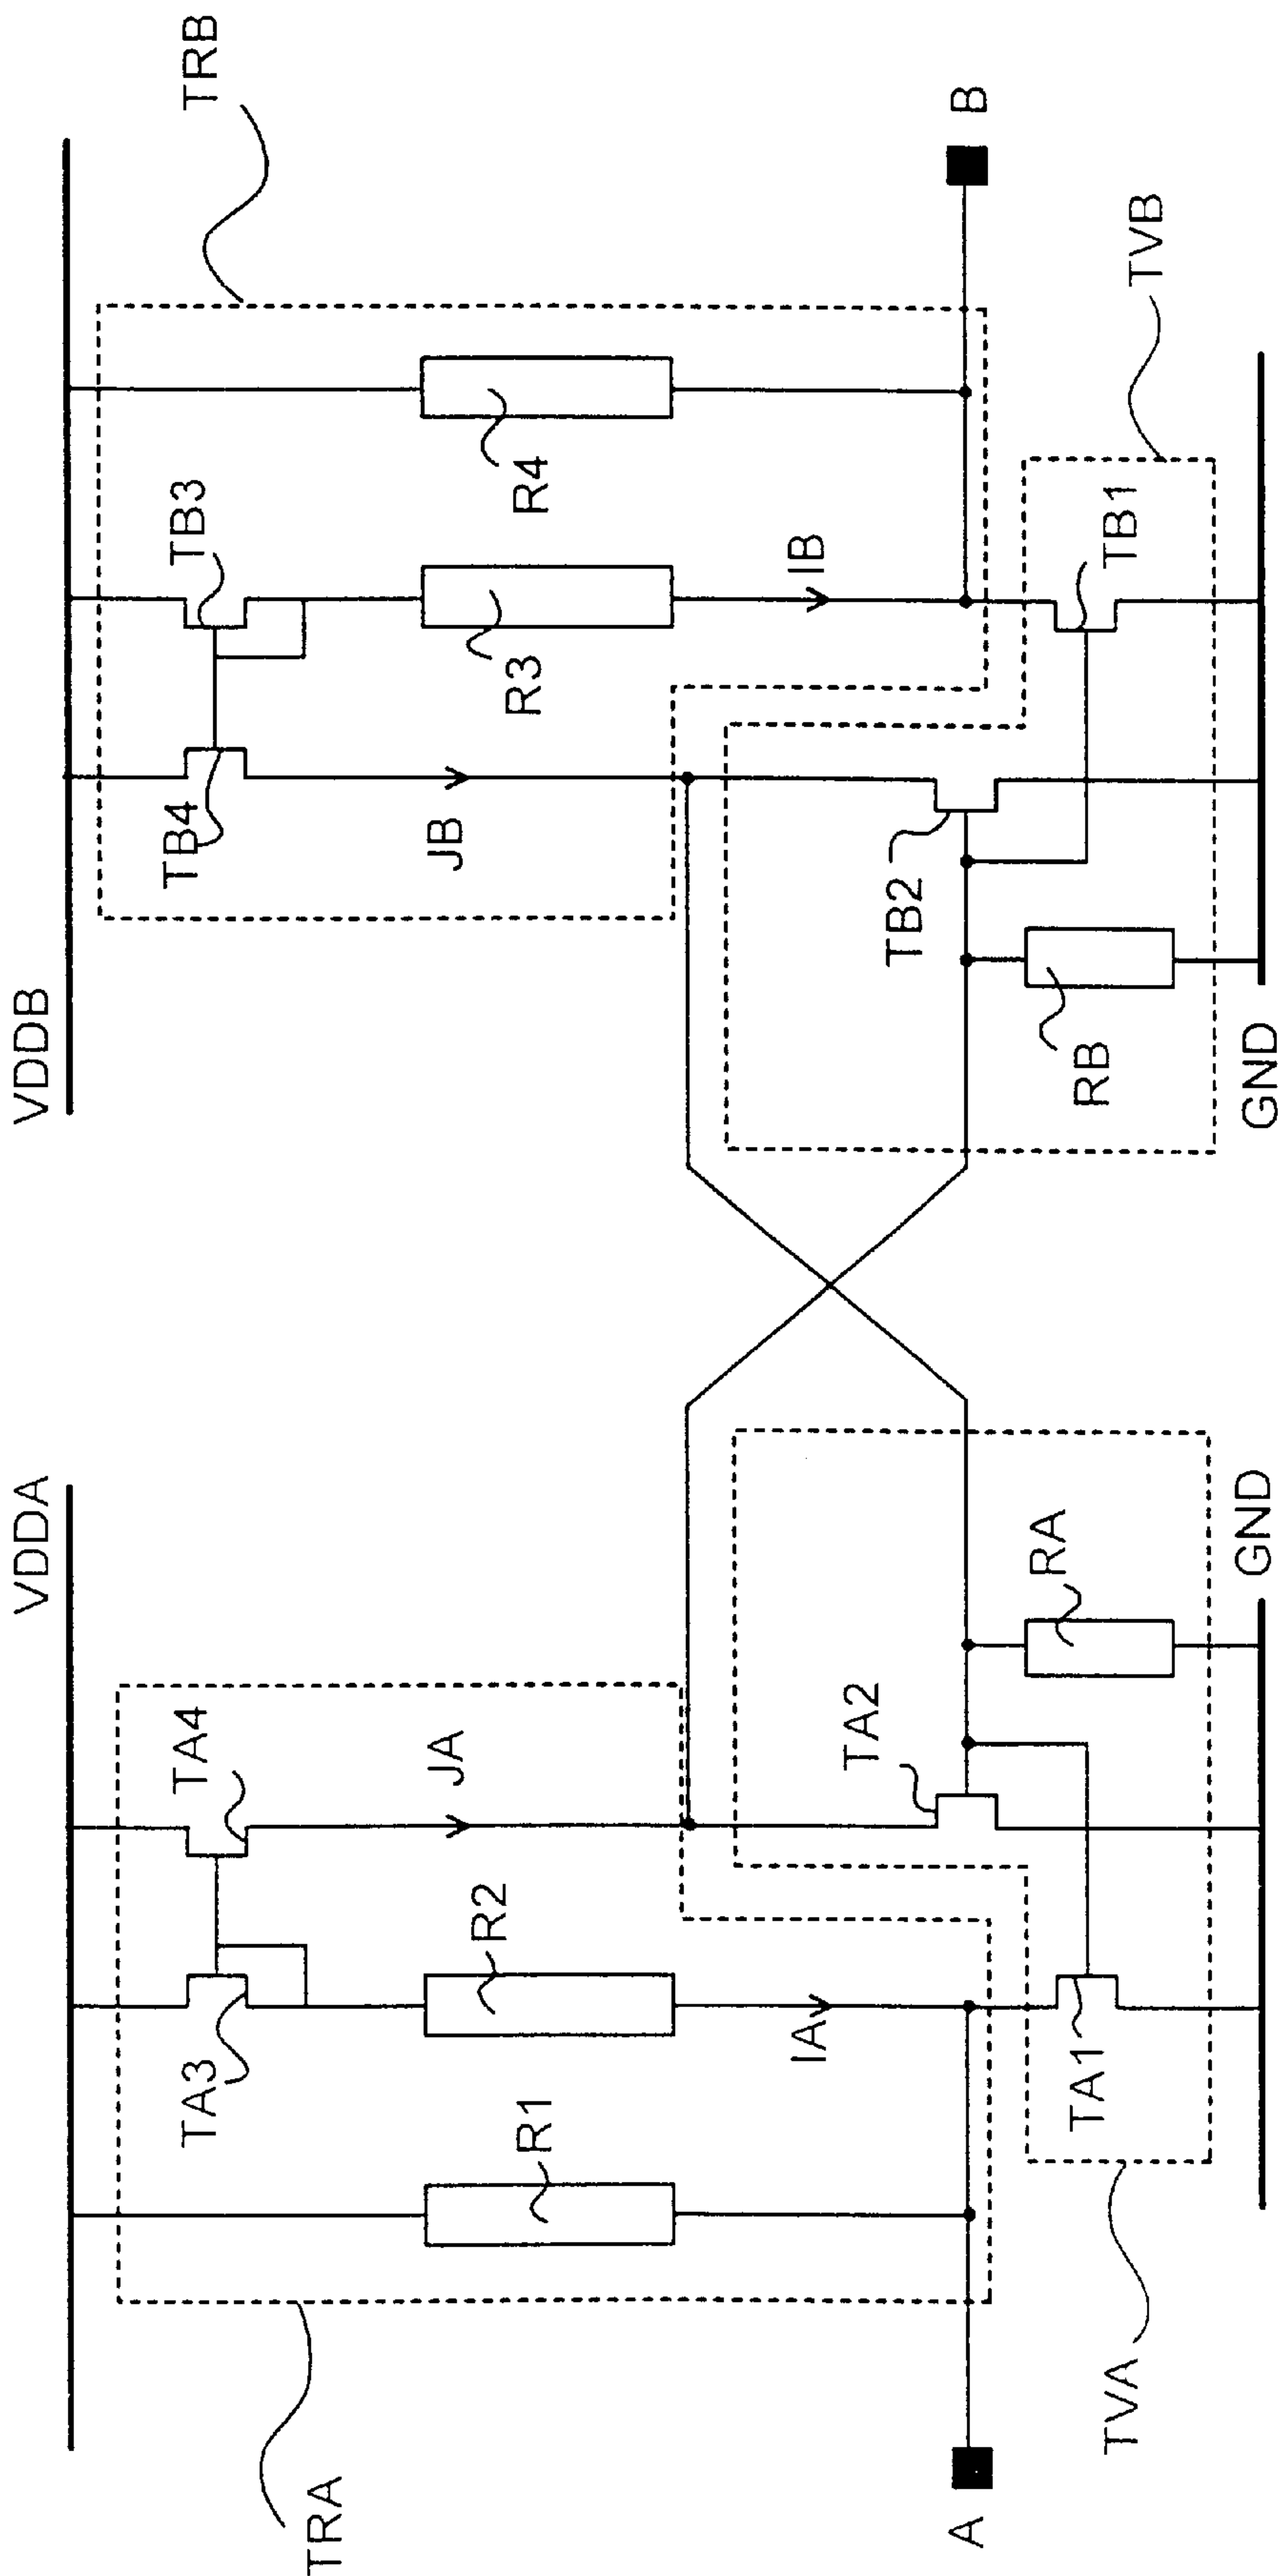 VDDA
VDDB
TRA
TA3
TA4
R1
R2
IA
JA
TB4
TB3
TRB
JB
R3
R4
IB
A
B
TVA
TA1
TA2
RA
GND
TB2
RB
TB1
TVB
GND